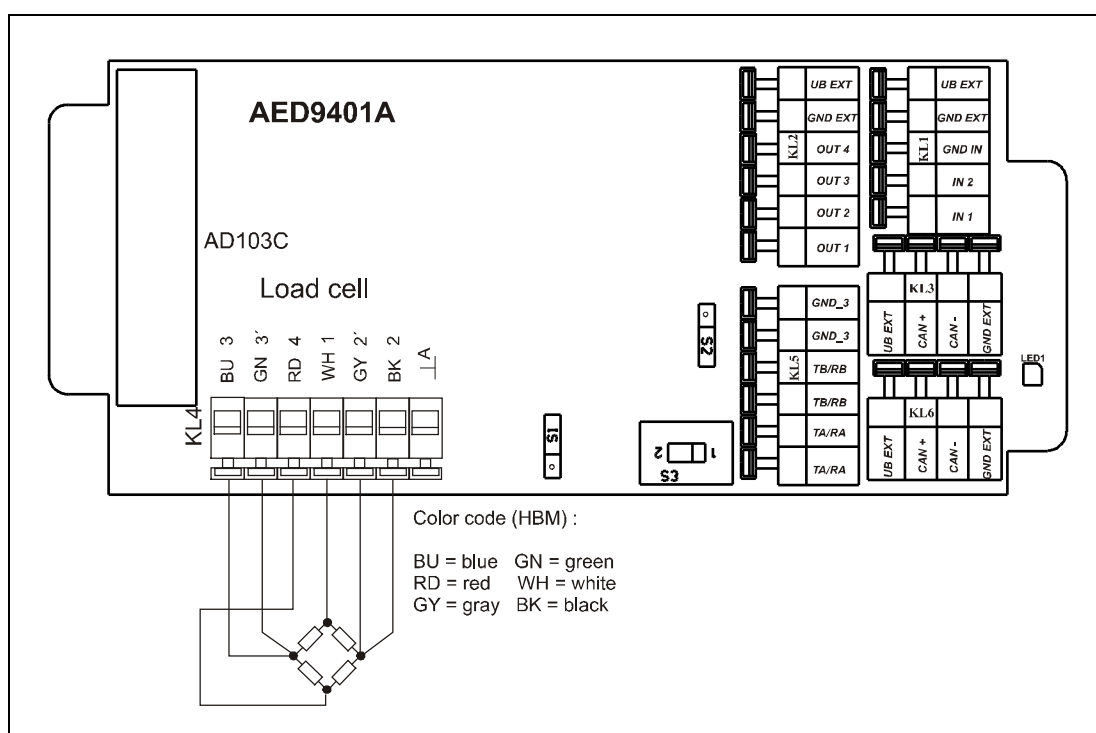 AED9401A
AD103C
Load cell
BU 3
GN 3´
RD 4
WH 1
GY 2´
BK 2
A
KL4
KL2
UB EXT
GND EXT
OUT 4
OUT 3
OUT 2
OUT 1
KL1
UB EXT
GND EXT
GND IN
IN 2
IN 1
KL3
UB EXT
CAN +
CAN -
GND EXT
KL5
GND_3
GND_3
TB/RB
TB/RB
TA/RA
TA/RA
KL6
UB EXT
CAN +
CAN -
GND EXT
LED1
S2
S1
2 1
S3
Color code (HBM) :
BU = blue GN = green
RD = red WH = white
GY = gray BK = black